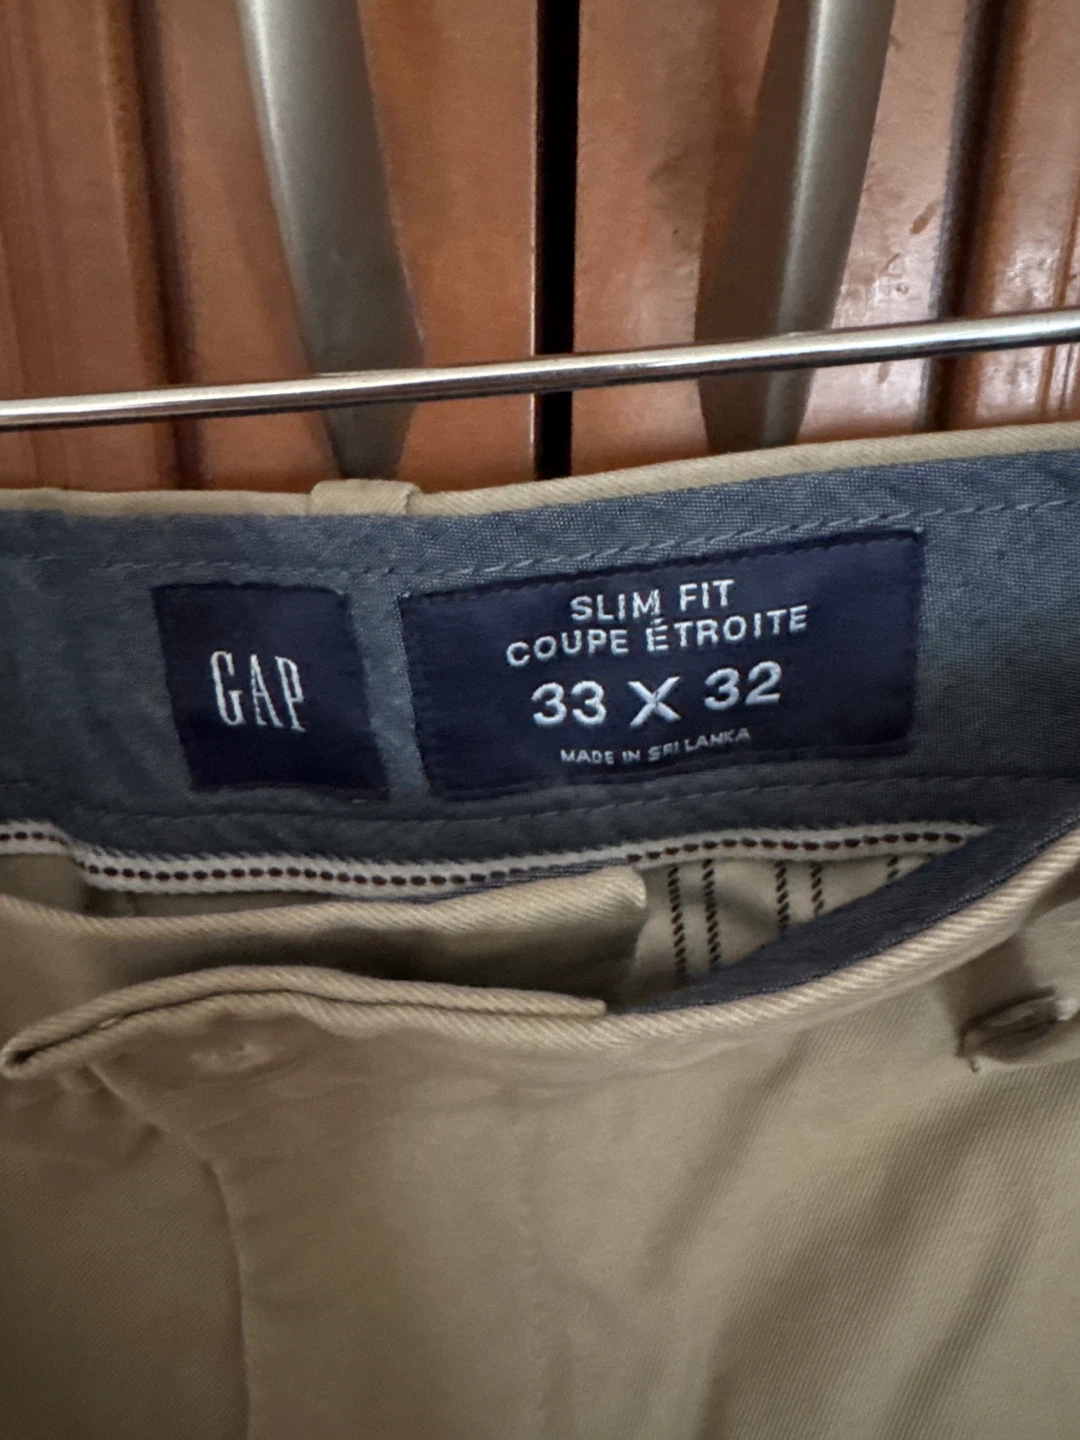 GAP
SLIM FIT
COUPE ÉTROITE
33 X 32
MADE IN SRI LANKA